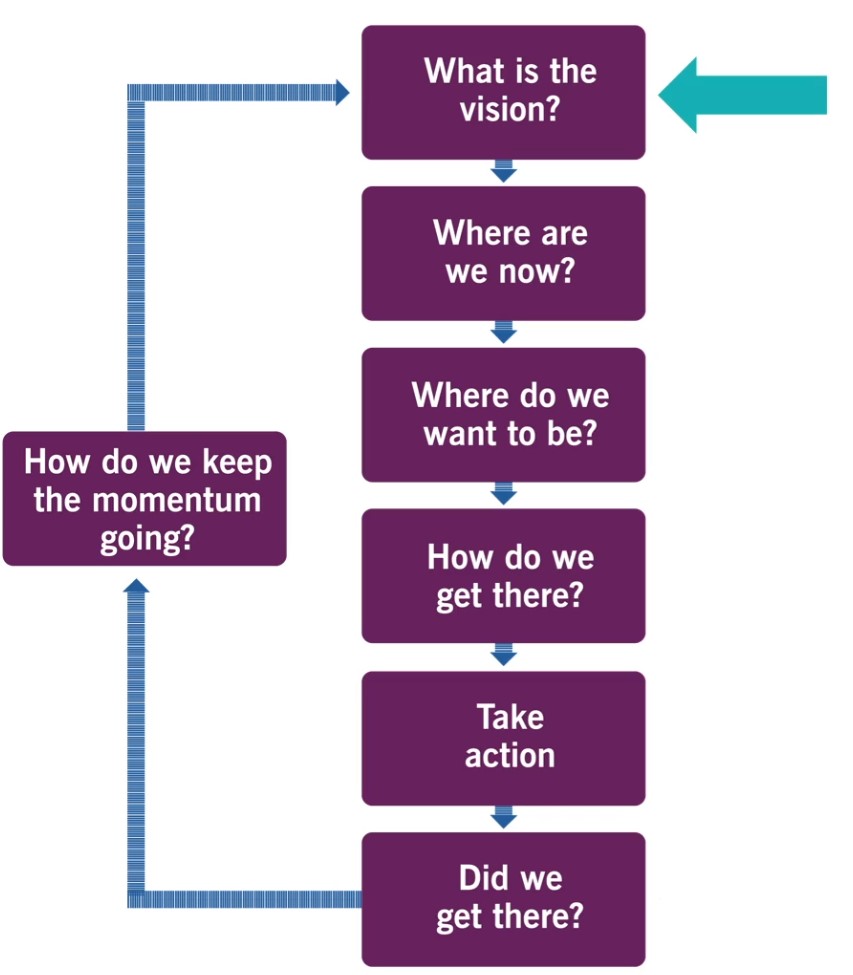 What is the
vision?
Where are
we now?
Where do we
want to be?
How do we
get there?
Take
action
Did we
get there?
How do we keep
the momentum
going?